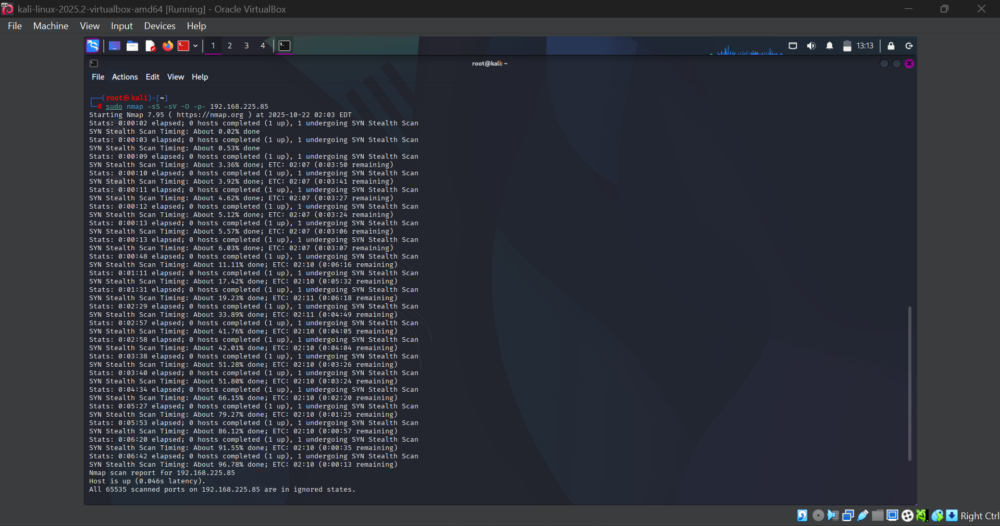 kali-linux-2025.2-virtualbox-amd64 [Running] - Oracle VirtualBox
File Machine View Input Devices Help
1 2 3 4 13:13
root@kali: ~
File Actions Edit View Help
┌──(root㉿kali)-[~]
└─# sudo nmap -sS -sV -O -p- 192.168.225.85
Starting Nmap 7.95 ( https://nmap.org ) at 2025-10-22 02:03 EDT
Stats: 0:00:02 elapsed; 0 hosts completed (1 up), 1 undergoing SYN Stealth Scan
SYN Stealth Scan Timing: About 0.02% done
Stats: 0:00:03 elapsed; 0 hosts completed (1 up), 1 undergoing SYN Stealth Scan
SYN Stealth Scan Timing: About 0.53% done
Stats: 0:00:09 elapsed; 0 hosts completed (1 up), 1 undergoing SYN Stealth Scan
SYN Stealth Scan Timing: About 3.36% done; ETC: 02:07 (0:03:50 remaining)
Stats: 0:00:10 elapsed; 0 hosts completed (1 up), 1 undergoing SYN Stealth Scan
SYN Stealth Scan Timing: About 3.92% done; ETC: 02:07 (0:03:41 remaining)
Stats: 0:00:11 elapsed; 0 hosts completed (1 up), 1 undergoing SYN Stealth Scan
SYN Stealth Scan Timing: About 4.62% done; ETC: 02:07 (0:03:27 remaining)
Stats: 0:00:12 elapsed; 0 hosts completed (1 up), 1 undergoing SYN Stealth Scan
SYN Stealth Scan Timing: About 5.12% done; ETC: 02:07 (0:03:24 remaining)
Stats: 0:00:13 elapsed; 0 hosts completed (1 up), 1 undergoing SYN Stealth Scan
SYN Stealth Scan Timing: About 5.57% done; ETC: 02:07 (0:03:06 remaining)
Stats: 0:00:13 elapsed; 0 hosts completed (1 up), 1 undergoing SYN Stealth Scan
SYN Stealth Scan Timing: About 6.03% done; ETC: 02:07 (0:03:07 remaining)
Stats: 0:00:48 elapsed; 0 hosts completed (1 up), 1 undergoing SYN Stealth Scan
SYN Stealth Scan Timing: About 11.11% done; ETC: 02:10 (0:06:16 remaining)
Stats: 0:01:11 elapsed; 0 hosts completed (1 up), 1 undergoing SYN Stealth Scan
SYN Stealth Scan Timing: About 17.42% done; ETC: 02:10 (0:05:32 remaining)
Stats: 0:01:31 elapsed; 0 hosts completed (1 up), 1 undergoing SYN Stealth Scan
SYN Stealth Scan Timing: About 19.23% done; ETC: 02:11 (0:06:18 remaining)
Stats: 0:02:29 elapsed; 0 hosts completed (1 up), 1 undergoing SYN Stealth Scan
SYN Stealth Scan Timing: About 33.89% done; ETC: 02:11 (0:04:49 remaining)
Stats: 0:02:57 elapsed; 0 hosts completed (1 up), 1 undergoing SYN Stealth Scan
SYN Stealth Scan Timing: About 41.76% done; ETC: 02:10 (0:04:05 remaining)
Stats: 0:02:58 elapsed; 0 hosts completed (1 up), 1 undergoing SYN Stealth Scan
SYN Stealth Scan Timing: About 42.01% done; ETC: 02:10 (0:04:04 remaining)
Stats: 0:03:38 elapsed; 0 hosts completed (1 up), 1 undergoing SYN Stealth Scan
SYN Stealth Scan Timing: About 51.28% done; ETC: 02:10 (0:03:26 remaining)
Stats: 0:03:40 elapsed; 0 hosts completed (1 up), 1 undergoing SYN Stealth Scan
SYN Stealth Scan Timing: About 51.80% done; ETC: 02:10 (0:03:24 remaining)
Stats: 0:04:34 elapsed; 0 hosts completed (1 up), 1 undergoing SYN Stealth Scan
SYN Stealth Scan Timing: About 66.15% done; ETC: 02:10 (0:02:20 remaining)
Stats: 0:05:27 elapsed; 0 hosts completed (1 up), 1 undergoing SYN Stealth Scan
SYN Stealth Scan Timing: About 79.27% done; ETC: 02:10 (0:01:25 remaining)
Stats: 0:05:53 elapsed; 0 hosts completed (1 up), 1 undergoing SYN Stealth Scan
SYN Stealth Scan Timing: About 86.12% done; ETC: 02:10 (0:00:57 remaining)
Stats: 0:06:20 elapsed; 0 hosts completed (1 up), 1 undergoing SYN Stealth Scan
SYN Stealth Scan Timing: About 91.55% done; ETC: 02:10 (0:00:35 remaining)
Stats: 0:06:42 elapsed; 0 hosts completed (1 up), 1 undergoing SYN Stealth Scan
SYN Stealth Scan Timing: About 96.78% done; ETC: 02:10 (0:00:13 remaining)
Nmap scan report for 192.168.225.85
Host is up (0.046s latency).
All 65535 scanned ports on 192.168.225.85 are in ignored states.
Right Ctrl